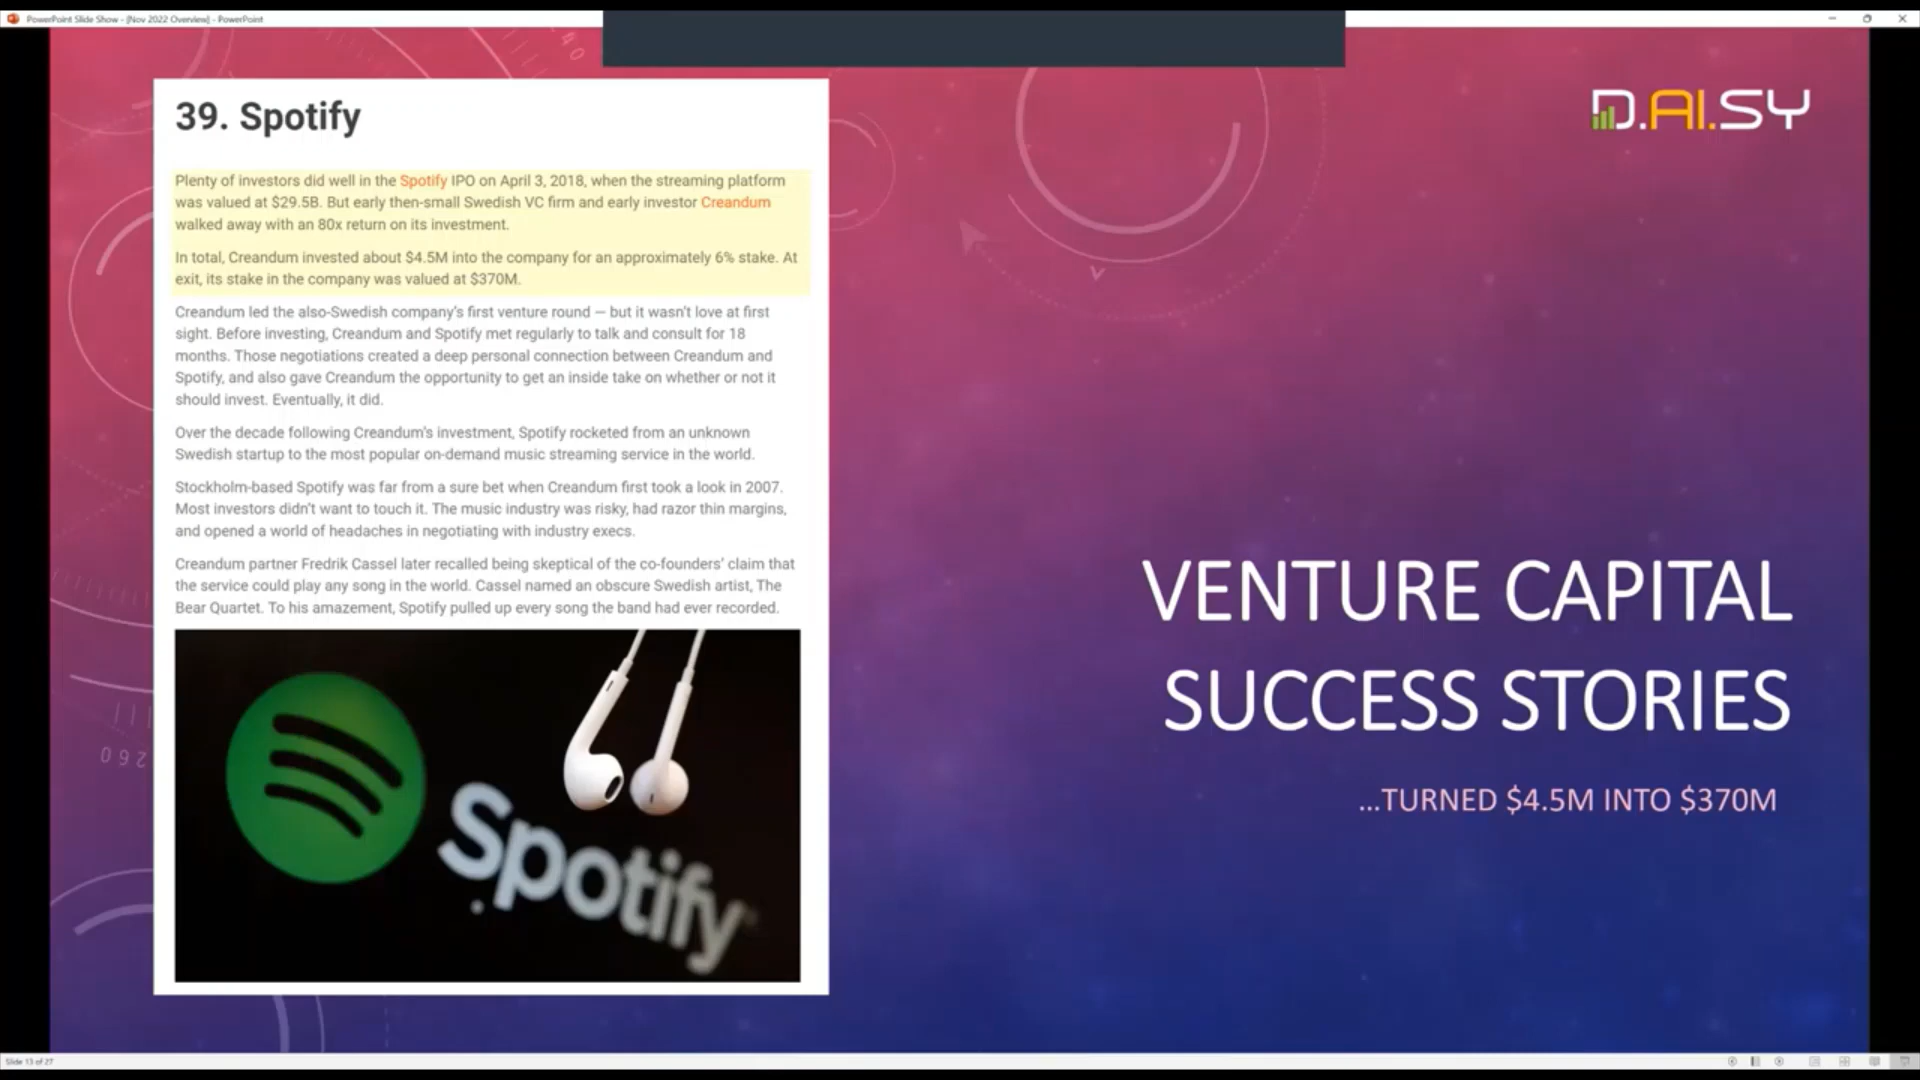 PowerPoint Slide Show - [Nov 2022 Overview] - PowerPoint
39. Spotify
Plenty of investors did well in the Spotify IPO on April 3, 2018, when the streaming platform
was valued at $29.5B. But early then-small Swedish VC firm and early investor Creandum
walked away with an 80x return on its investment.
In total, Creandum invested about $4.5M into the company for an approximately 6% stake. At
exit, its stake in the company was valued at $370M.
Creandum led the also-Swedish company's first venture round — but it wasn't love at first
sight. Before investing, Creandum and Spotify met regularly to talk and consult for 18
months. Those negotiations created a deep personal connection between Creandum and
Spotify, and also gave Creandum the opportunity to get an inside take on whether or not it
should invest. Eventually, it did.
Over the decade following Creandum's investment, Spotify rocketed from an unknown
Swedish startup to the most popular on-demand music streaming service in the world.
Stockholm-based Spotify was far from a sure bet when Creandum first took a look in 2007.
Most investors didn't want to touch it. The music industry was risky, had razor thin margins,
and opened a world of headaches in negotiating with industry execs.
Creandum partner Fredrik Cassel later recalled being skeptical of the co-founders' claim that
the service could play any song in the world. Cassel named an obscure Swedish artist, The
Bear Quartet. To his amazement, Spotify pulled up every song the band had ever recorded.
Spotify
D.AI.SY
VENTURE CAPITAL
SUCCESS STORIES
...TURNED $4.5M INTO $370M
260
Slide 13 of 27